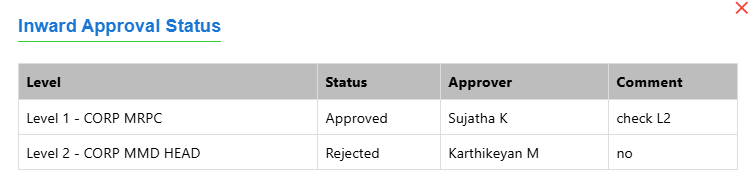 Inward Approval Status
Level Status Approver Comment
Level 1 - CORP MRPC Approved Sujatha K check L2
Level 2 - CORP MMD HEAD Rejected Karthikeyan M no